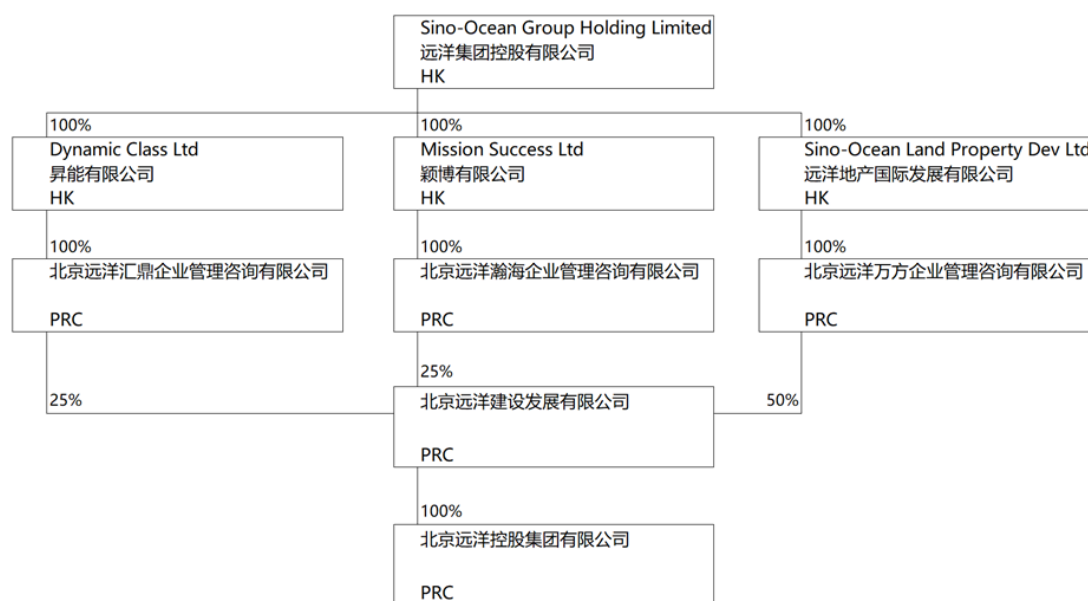 Sino-Ocean Group Holding Limited
远洋集团控股有限公司
HK
100%
100%
100%
Dynamic Class Ltd
昇能有限公司
HK
Mission Success Ltd
颖博有限公司
HK
Sino-Ocean Land Property Dev Ltd
远洋地产国际发展有限公司
HK
100%
100%
100%
北京远洋汇鼎企业管理咨询有限公司
PRC
北京远洋瀚海企业管理咨询有限公司
PRC
北京远洋万方企业管理咨询有限公司
PRC
25%
25%
50%
北京远洋建设发展有限公司
PRC
100%
北京远洋控股集团有限公司
PRC